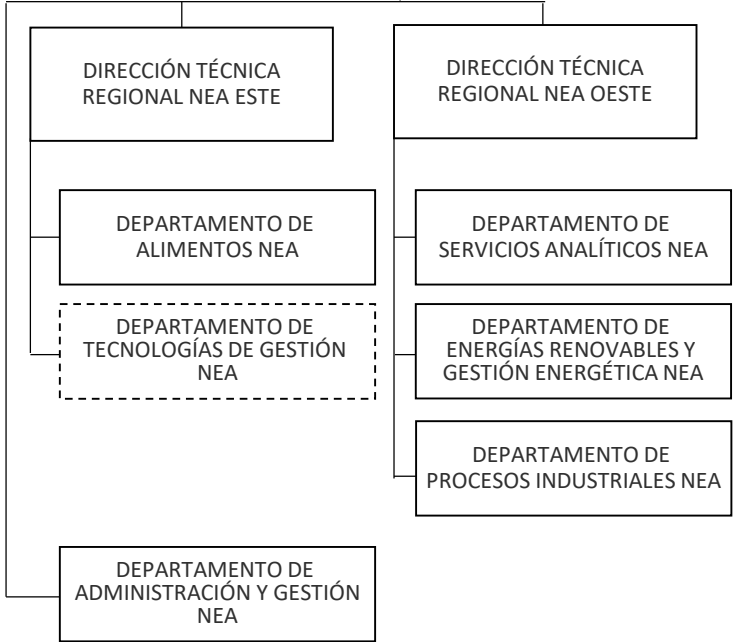 DIRECCIÓN TÉCNICA
REGIONAL NEA ESTE
DIRECCIÓN TÉCNICA
REGIONAL NEA OESTE
DEPARTAMENTO DE
ALIMENTOS NEA
DEPARTAMENTO DE
SERVICIOS ANALÍTICOS NEA
DEPARTAMENTO DE
TECNOLOGÍAS DE GESTIÓN
NEA
DEPARTAMENTO DE
ENERGÍAS RENOVABLES Y
GESTIÓN ENERGÉTICA NEA
DEPARTAMENTO DE
PROCESOS INDUSTRIALES NEA
DEPARTAMENTO DE
ADMINISTRACIÓN Y GESTIÓN
NEA